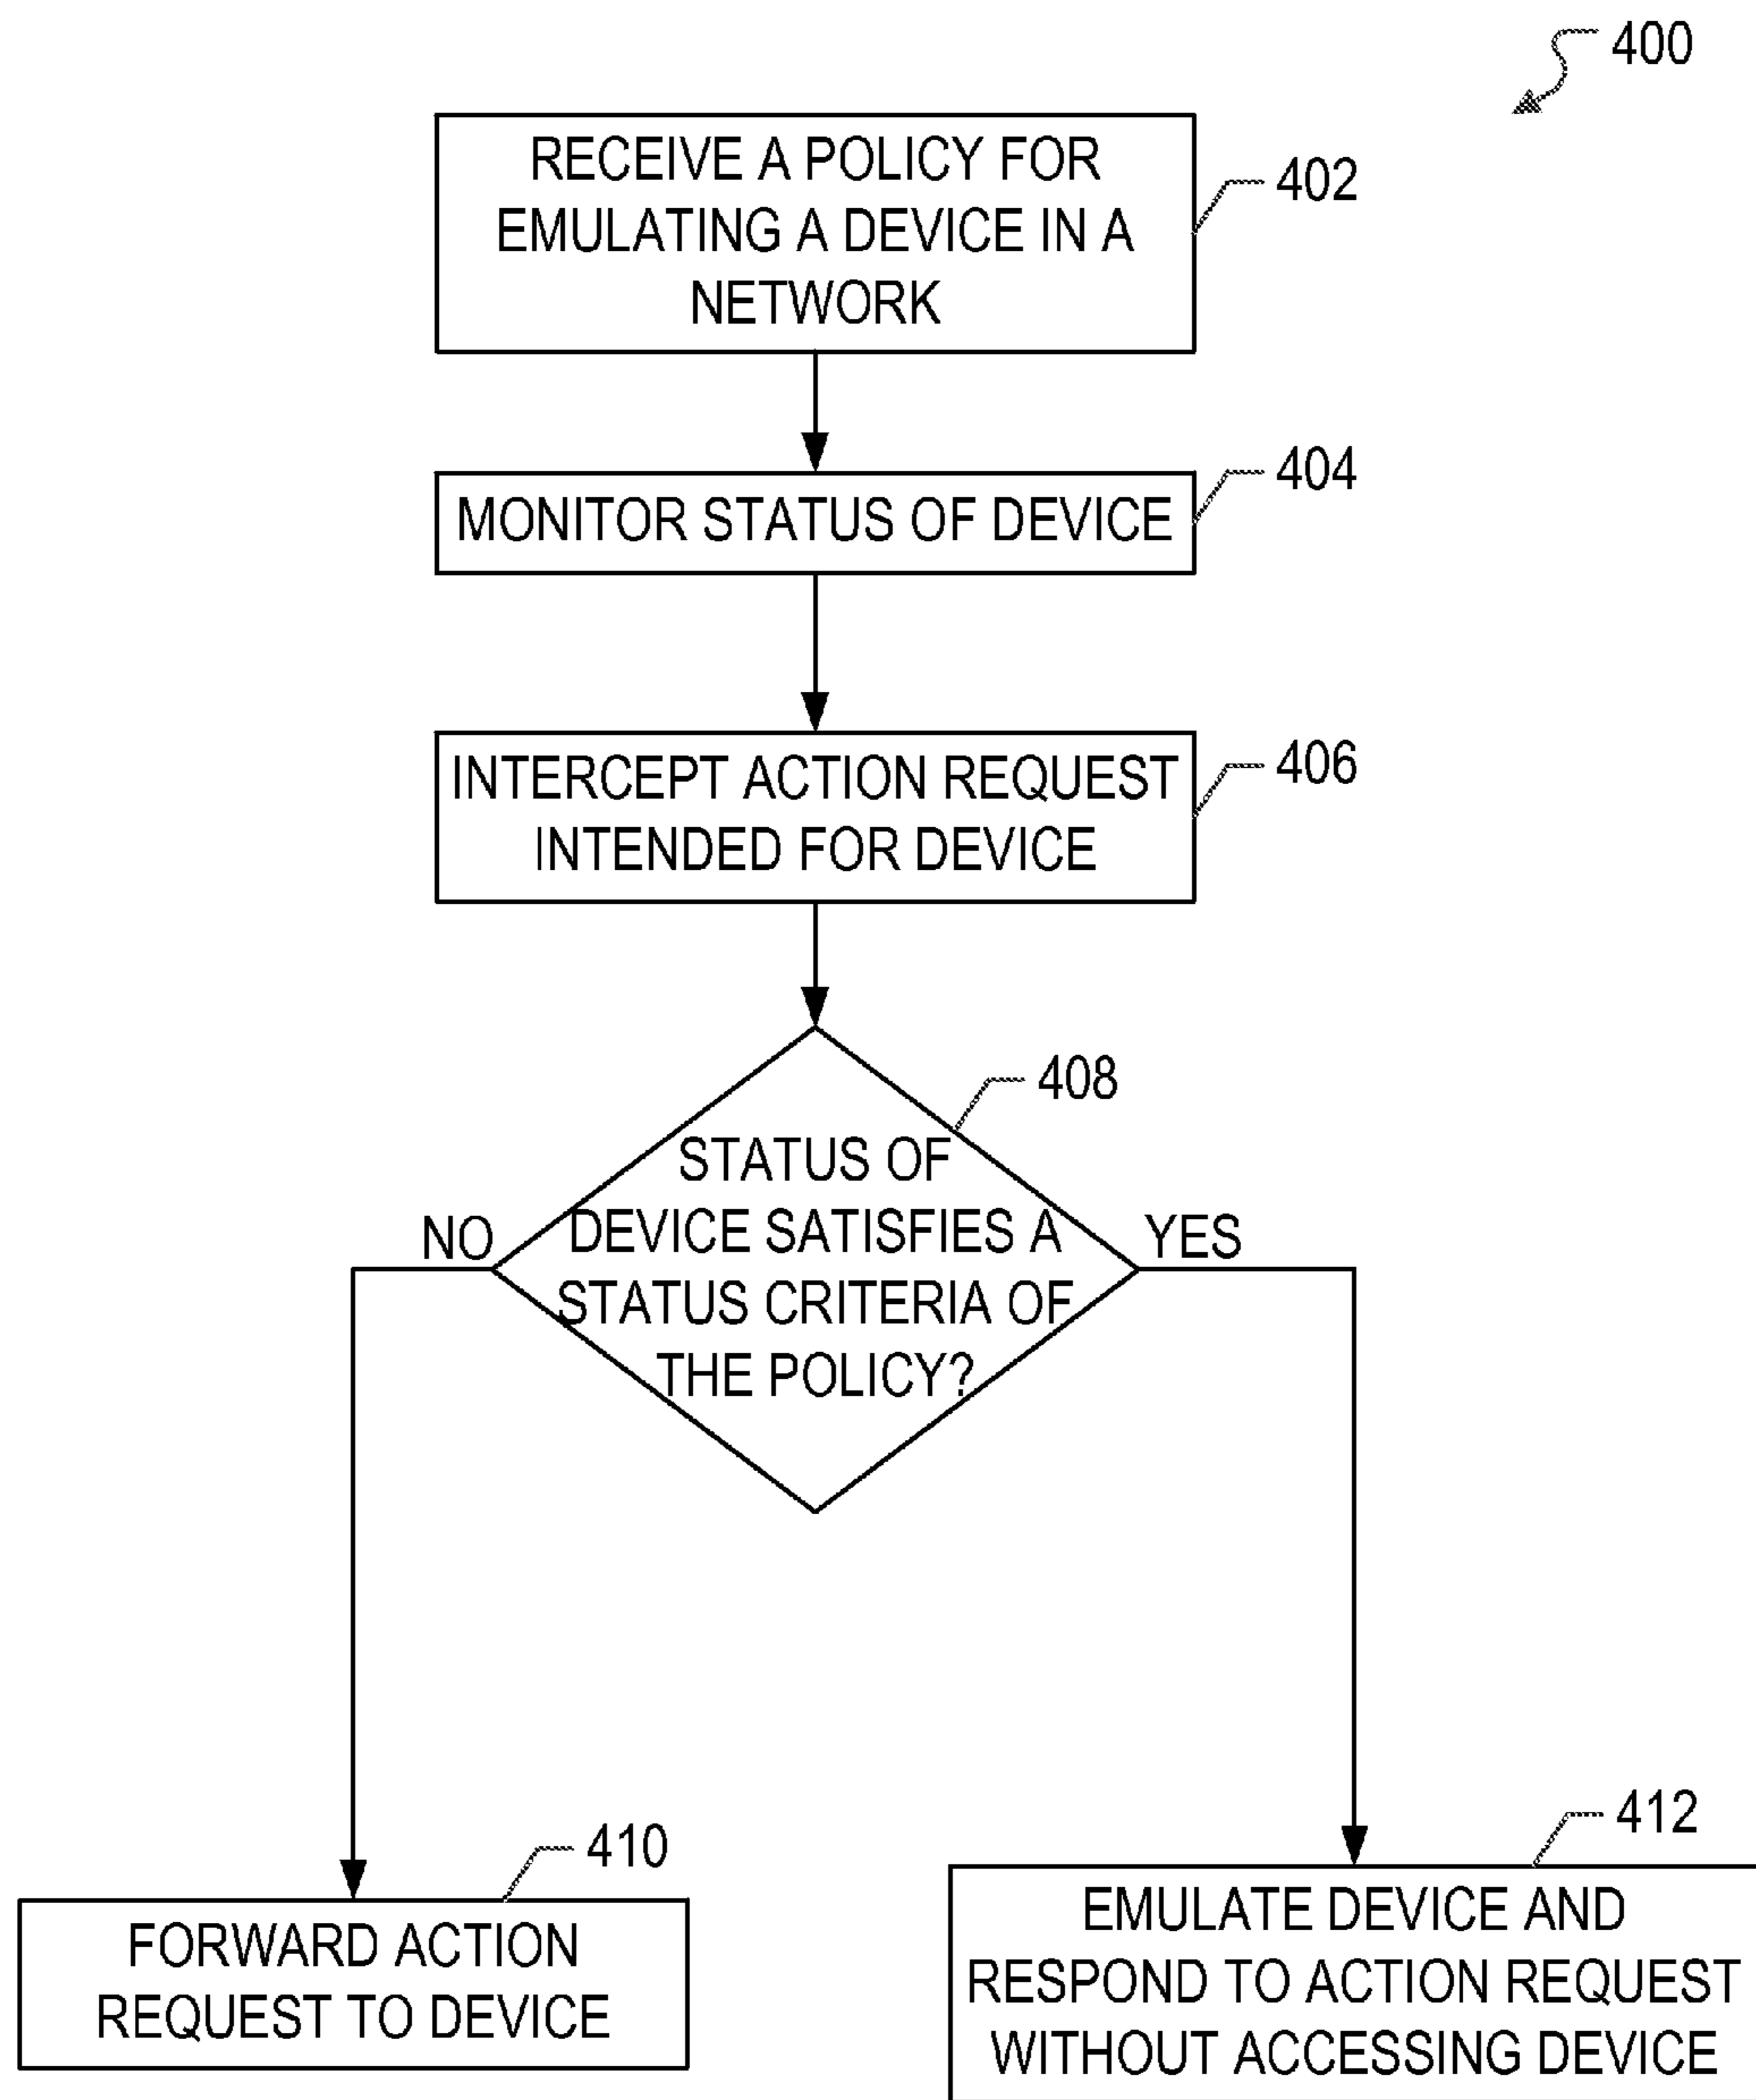 400
RECEIVE A POLICY FOR
EMULATING A DEVICE IN A
NETWORK
402
MONITOR STATUS OF DEVICE
404
INTERCEPT ACTION REQUEST
INTENDED FOR DEVICE
406
408
STATUS OF
DEVICE SATISFIES A
STATUS CRITERIA OF
THE POLICY?
NO
YES
410
FORWARD ACTION
REQUEST TO DEVICE
412
EMULATE DEVICE AND
RESPOND TO ACTION REQUEST
WITHOUT ACCESSING DEVICE